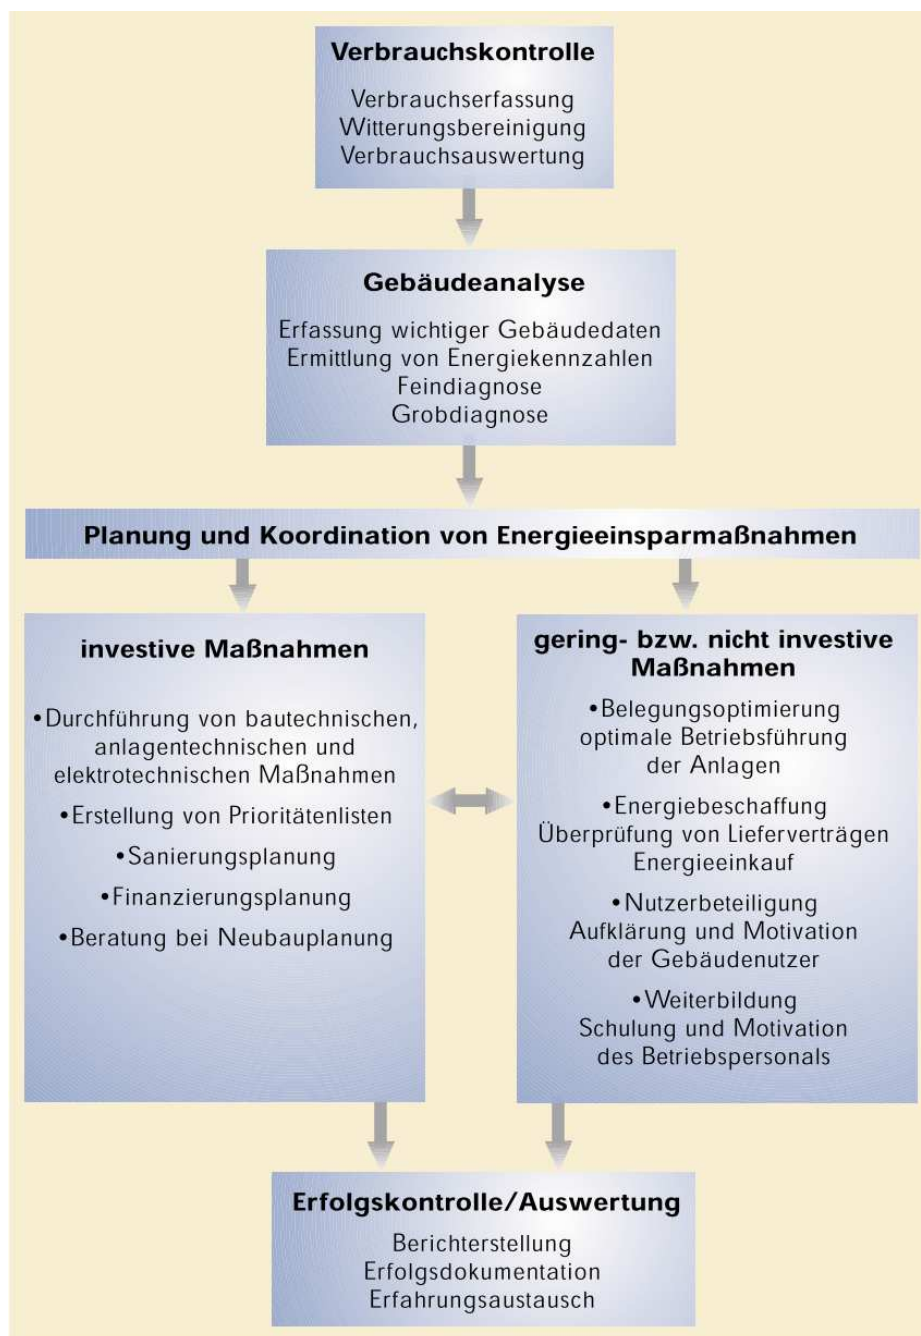 Verbrauchskontrolle
Verbrauchserfassung
Witterungsbereinigung
Verbrauchsauswertung
Gebäudeanalyse
Erfassung wichtiger Gebäudedaten
Ermittlung von Energiekennzahlen
Feindiagnose
Grobdiagnose
Planung und Koordination von Energieeinsparmaßnahmen
investive Maßnahmen
•Durchführung von bautechnischen,
anlagentechnischen und
elektrotechnischen Maßnahmen
•Erstellung von Prioritätenlisten
•Sanierungsplanung
•Finanzierungsplanung
•Beratung bei Neubauplanung
gering- bzw. nicht investive
Maßnahmen
•Belegungsoptimierung
optimale Betriebsführung
der Anlagen
•Energiebeschaffung
Überprüfung von Lieferverträgen
Energieeinkauf
•Nutzerbeteiligung
Aufklärung und Motivation
der Gebäudenutzer
•Weiterbildung
Schulung und Motivation
des Betriebspersonals
Erfolgskontrolle/Auswertung
Berichterstellung
Erfolgsdokumentation
Erfahrungsaustausch